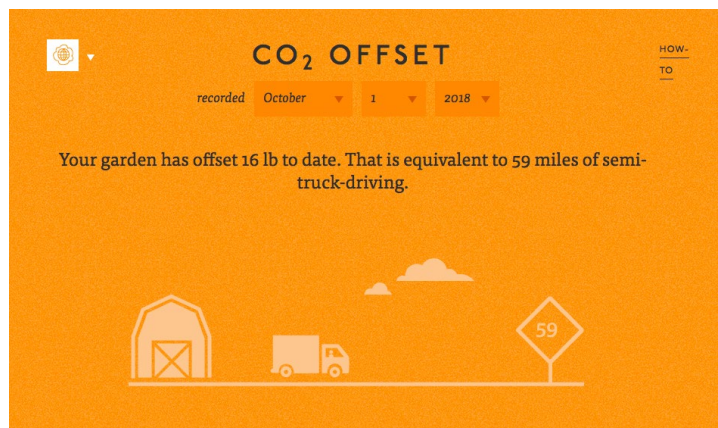 CO₂ OFFSET
HOW-
TO
recorded October 1 2018
Your garden has offset 16 lb to date. That is equivalent to 59 miles of semi-
truck-driving.
59